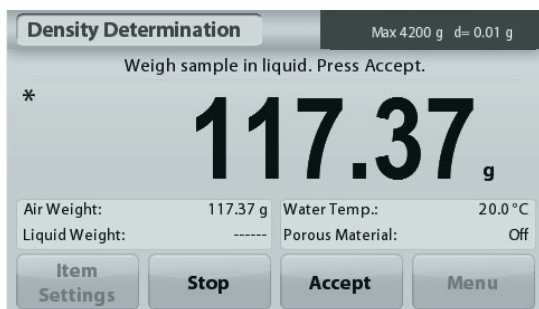 Density Determination Max 4200 g d= 0.01 g
Weigh sample in liquid. Press Accept.
*
117.37 g
Air Weight: 117.37 g Water Temp.: 20.0°C
Liquid Weight: ------ Porous Material: Off
Item Settings Stop Accept Menu